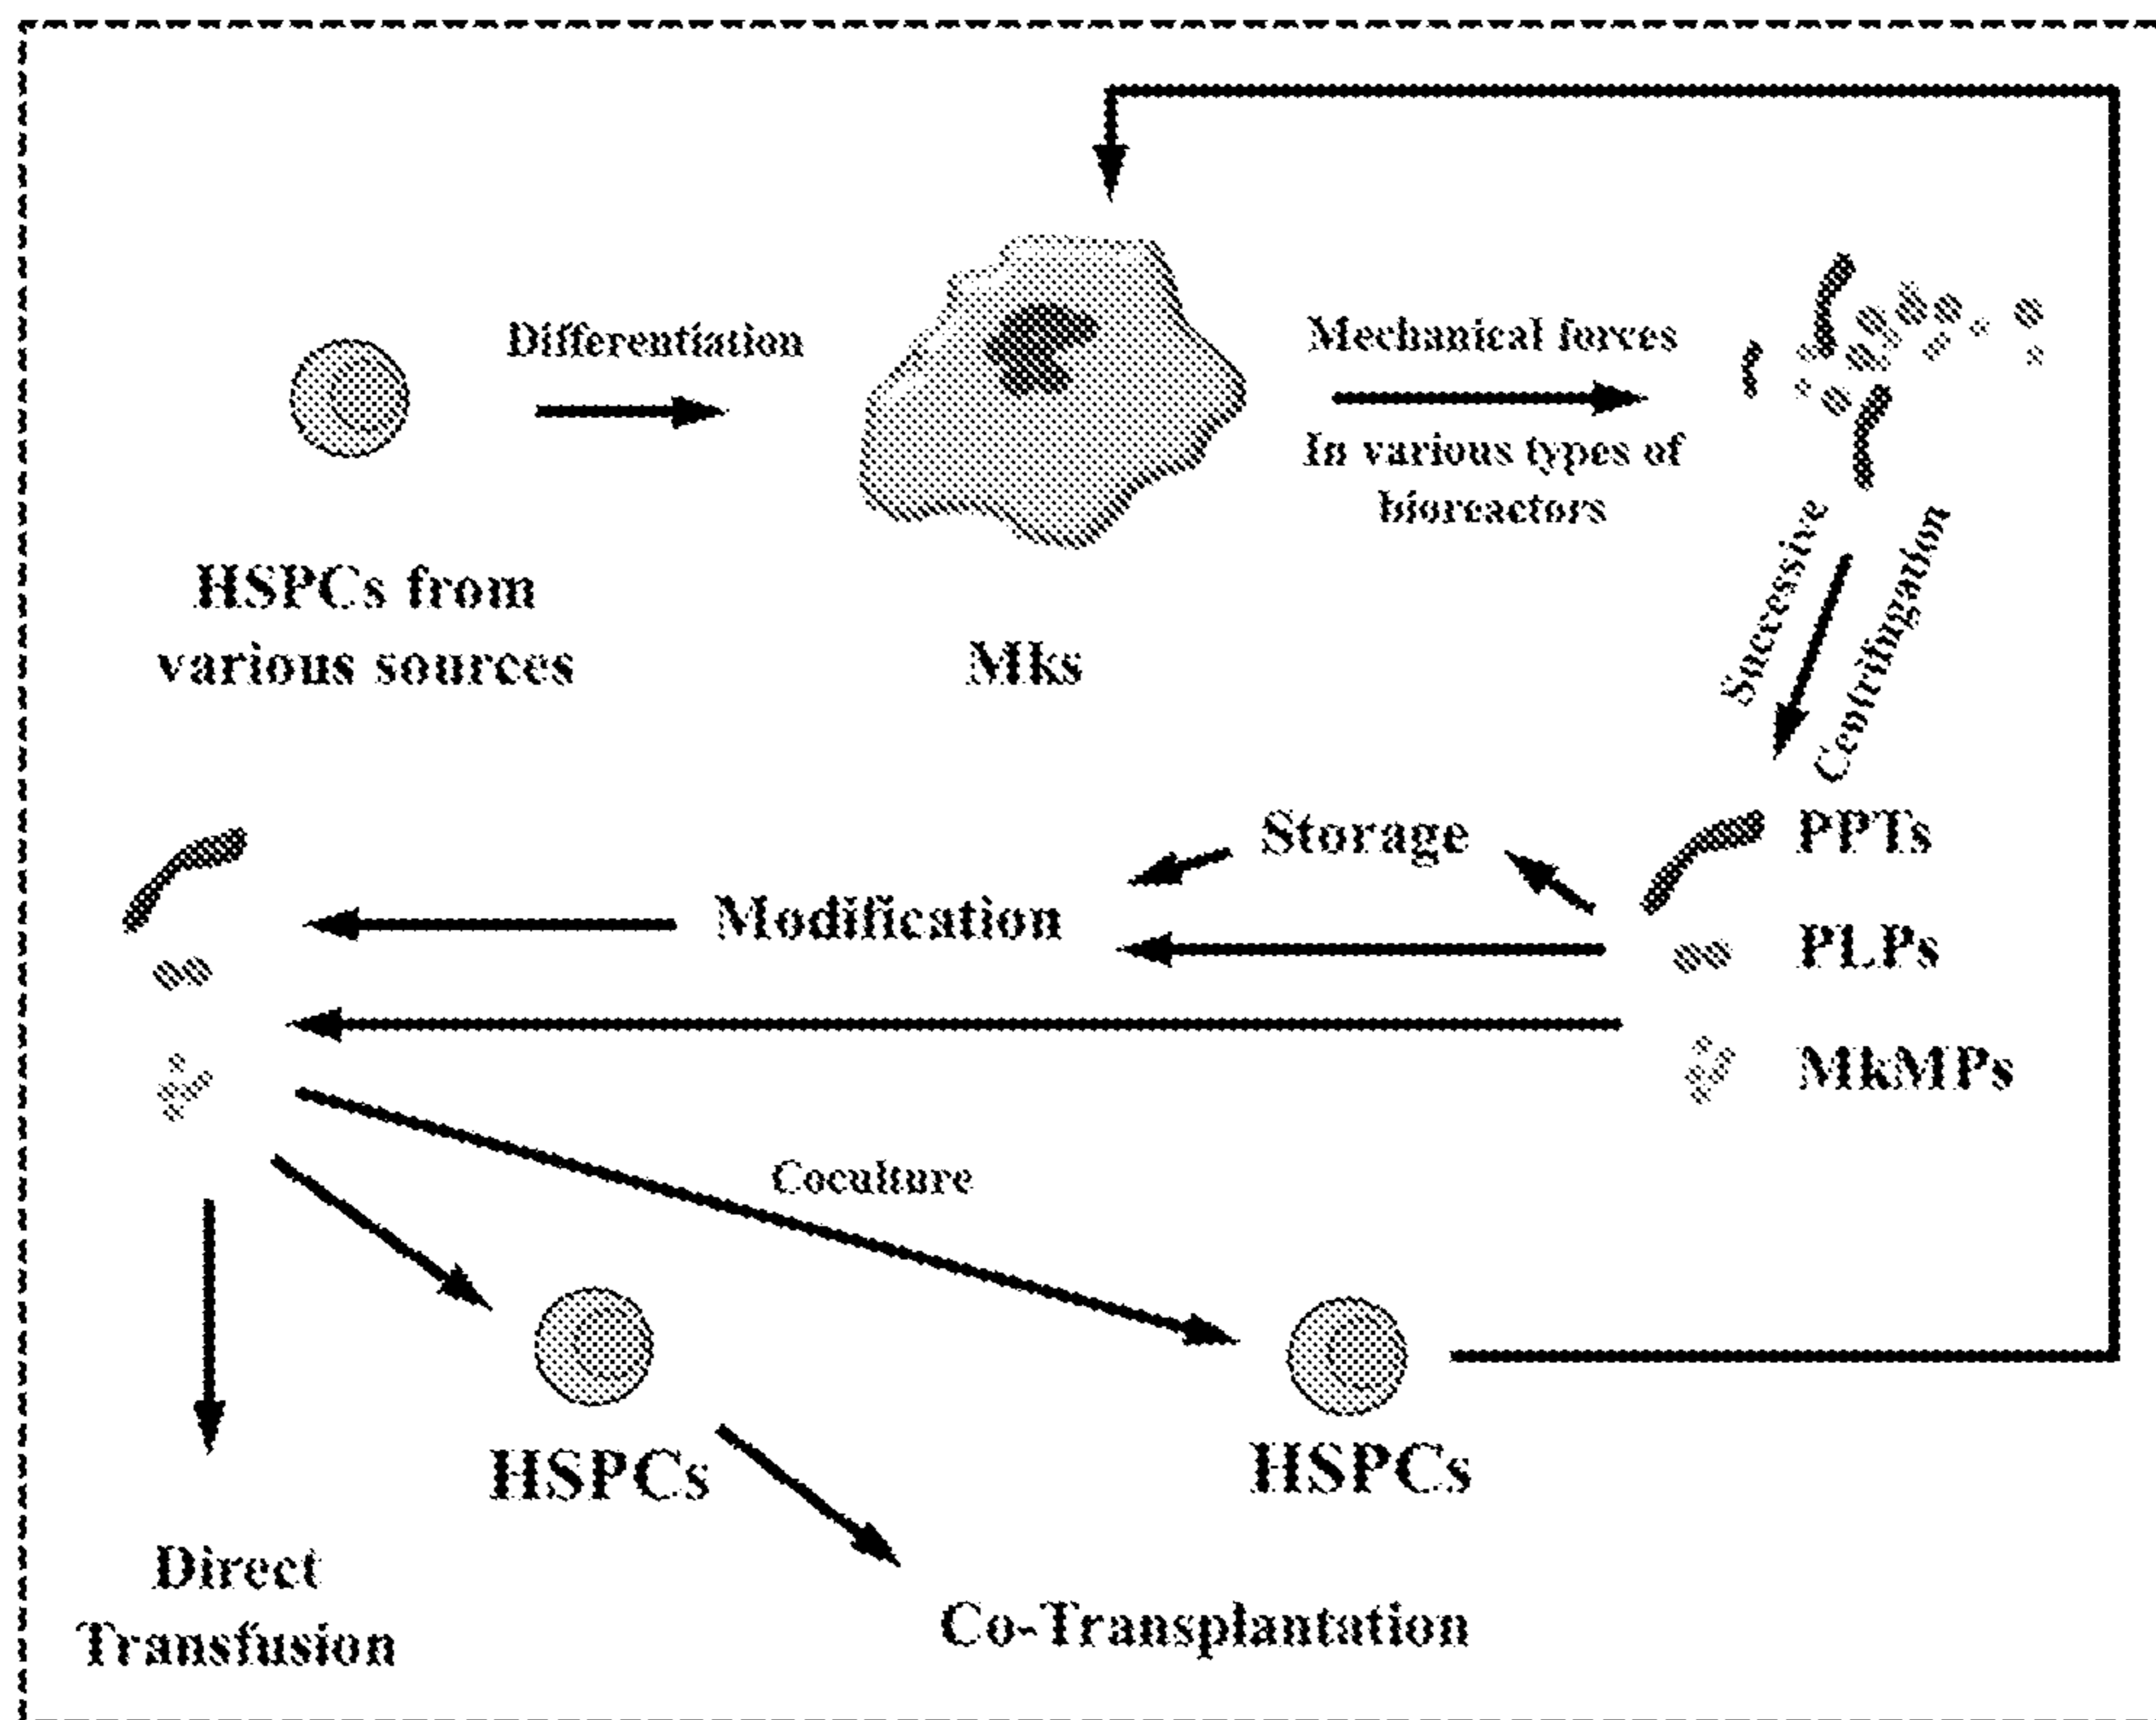 Differentiation
Mechanical forces
In various types of
bioreactors
HSPCs from
various sources
Mks
Successive
Centrifugation
Storage
PPTs
Modification
PLPs
MkMPs
Coculture
HSPCs
HSPCs
Direct
Transfusion
Co-Transplantation